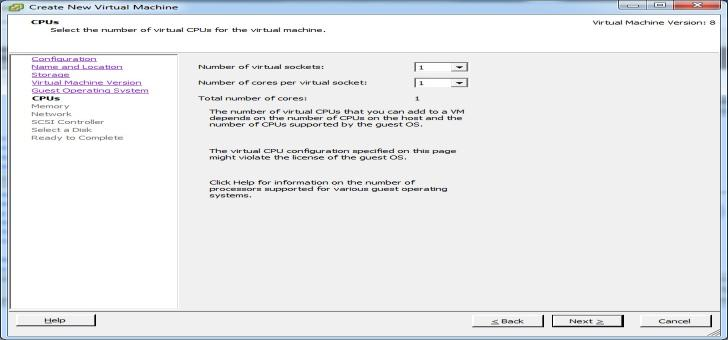 Create New Virtual Machine
CPUs
Select the number of virtual CPUs for the virtual machine.
Virtual Machine Version: 8
Configuration
Name and Location
Storage
Virtual Machine Version
Guest Operating System
CPUs
Memory
Network
SCSI Controller
Select a Disk
Ready to Complete
Number of virtual sockets: 1
Number of cores per virtual socket: 1
Total number of cores: 1
The number of virtual CPUs that you can add to a VM
depends on the number of CPUs on the host and the
number of CPUs supported by the guest OS.
The virtual CPU configuration specified on this page
might violate the license of the guest OS.
Click Help for information on the number of
processors supported for various guest operating
systems.
Help
≤ Back
Next ≥
Cancel